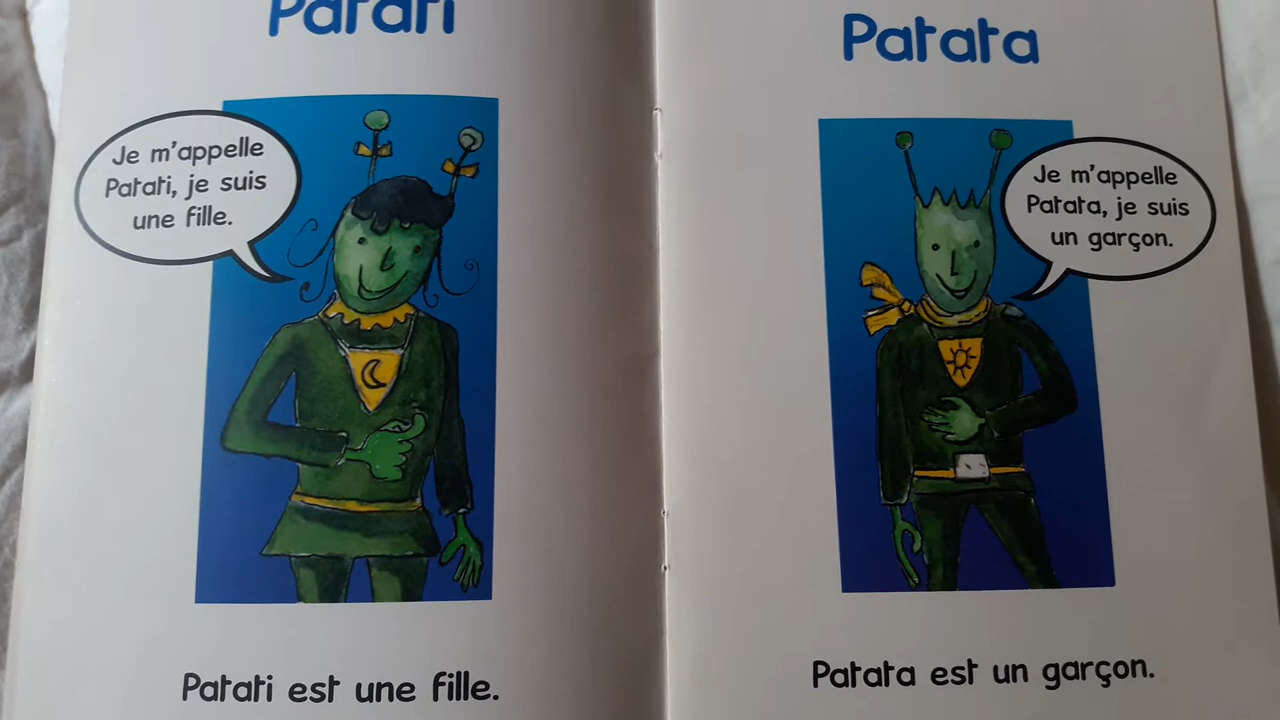 Patati
Je m'appelle
Patati, je suis
une fille.
Patati est une fille.
Patata
Je m'appelle
Patata, je suis
un garçon.
Patata est un garçon.